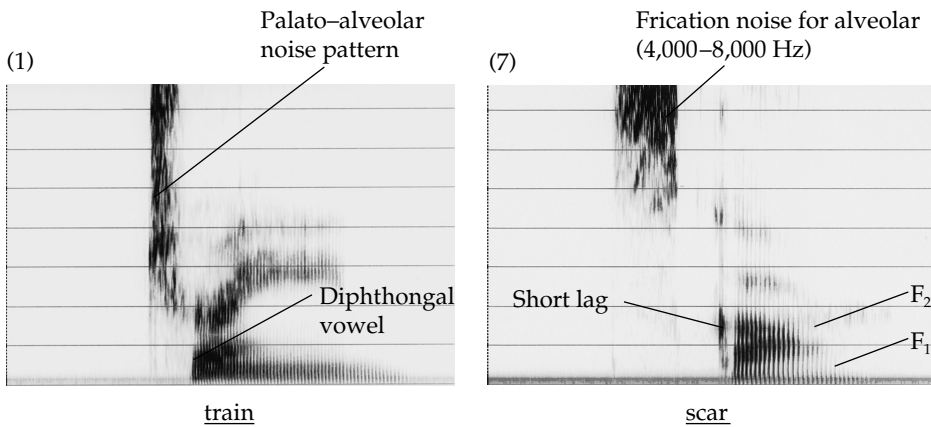 (1)
Palato–alveolar
noise pattern
Diphthongal
vowel
train
(7)
Frication noise for alveolar
(4,000–8,000 Hz)
Short lag
F2
F1
scar